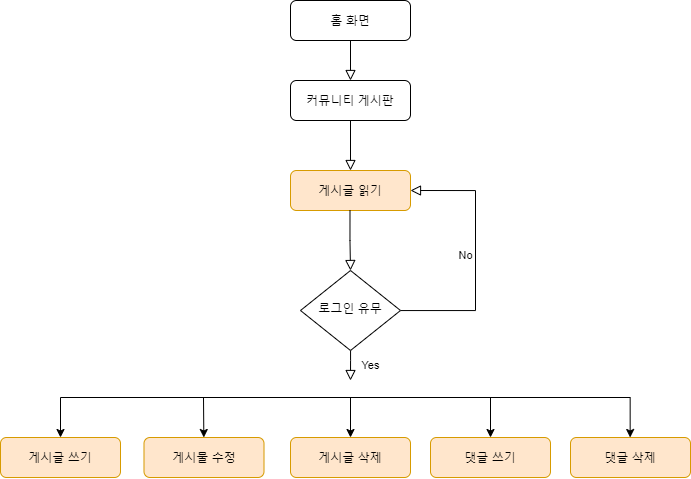 홈 화면
커뮤니티 게시판
게시글 읽기
No
로그인 유무
Yes
게시글 쓰기
게시물 수정
게시글 삭제
댓글 쓰기
댓글 삭제